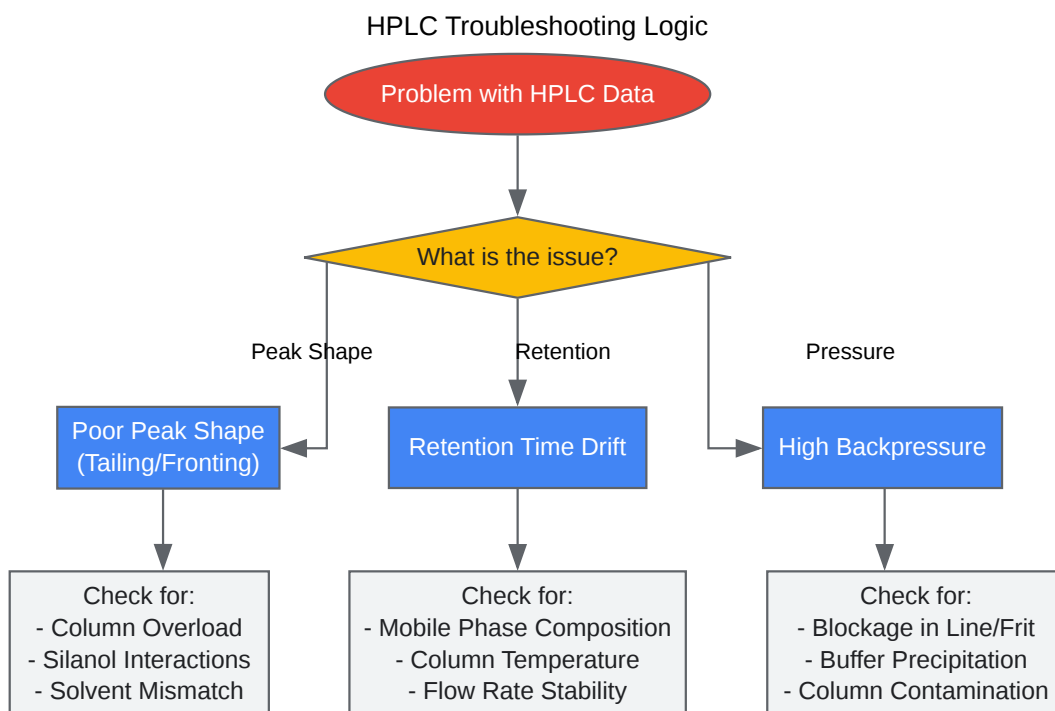 HPLC Troubleshooting Logic
Problem with HPLC Data
What is the issue?
Peak Shape
Retention
Pressure
Poor Peak Shape
(Tailing/Fronting)
Retention Time Drift
High Backpressure
Check for:
- Column Overload
- Silanol Interactions
- Solvent Mismatch
Check for:
- Mobile Phase Composition
- Column Temperature
- Flow Rate Stability
Check for:
- Blockage in Line/Frit
- Buffer Precipitation
- Column Contamination